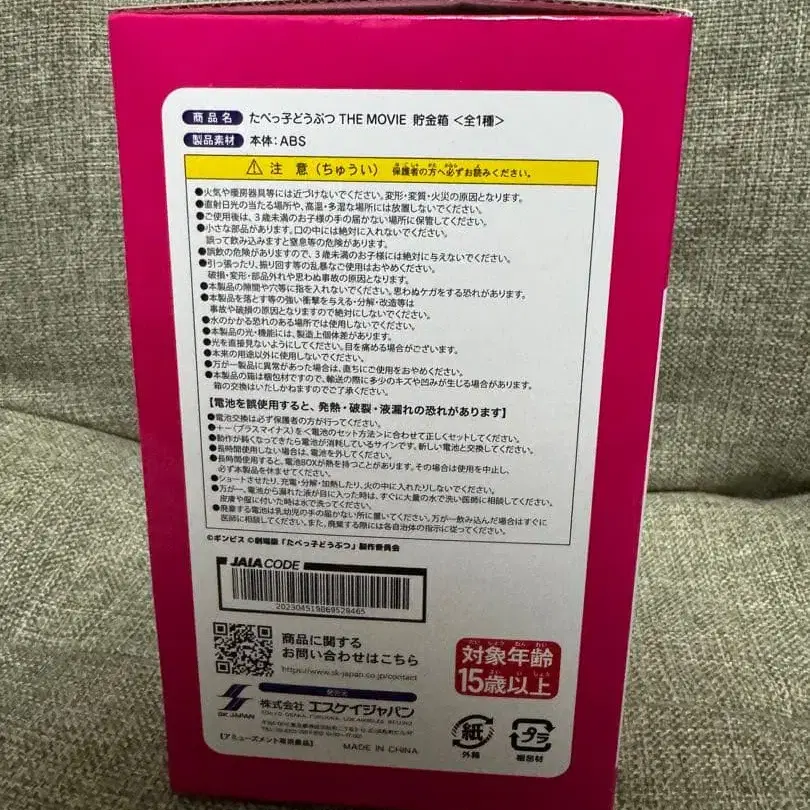 商品名 たべっ子どうぶつ THE MOVIE 貯金箱 <全1種>
製品素材 本体：ABS
⚠ 注 意（ちゅうい） 保護者の方へ必ずお読みください。
●火気や暖房器具等には近づけないでください。変形・変質・火災の原因となります。
●直射日光の当たる場所や、高温・多湿な場所には放置しないでください。
●ご使用後は、3歳未満のお子様の手の届かない場所に保管してください。
●小さな部品があります。口の中には絶対に入れないでください。
誤って飲み込みますと窒息等の危険があります。
●誤飲の危険がありますので、3歳未満のお子様には絶対に与えないでください。
●引っ張ったり、振り回す等の乱暴なご使用はおやめください。
破損・変形・部品外れや思わぬ事故の原因となります。
●本製品の隙間や穴等に指を入れないでください。思わぬケガをする恐れがあります。
●本製品を落とす等の強い衝撃を与える・分解・改造等は
事故や破損の原因となりますので絶対にしないでください。
●水のかかる恐れのある場所では使用しないでください。
●本製品の光・機能には、製造上個体差があります。
●光を直接見ないようにしてください。目を痛める場合がございます。
●本来の用途以外に使用しないでください。
●万が一製品に異常があった場合は、直ちにご使用をおやめください。
●本製品の箱は梱包材ですので、輸送の際に多少のキズや凹みが生じる場合があります。
箱の交換はいたしかねますのでご了承ください。
【電池を誤使用すると、発熱・破裂・液漏れの恐れがあります】
●電池交換は必ず保護者の方が行ってください。
●＋－（プラスマイナス）を＜電池のセット方法＞に合わせて正しくセットしてください。
●動作が鈍くなってきたら電池が消耗しているサインです。新しい電池と交換してください。
●長時間使用しない場合は、電池を外してください。
●長時間使用すると、電池BOXが熱を持つことがあります。その場合は使用を中止し、
必ず本製品を休ませてください。
●ショートさせたり、充電・分解・加熱したり、火の中に入れたりしないでください。
●万が一、電池から漏れた液が目に入った時は、すぐに大量の水で洗い医師に相談してください。
皮膚や服に付いた時は水で洗ってください。
●廃棄する電池は乳幼児の手の届かない所に置いてください。万が一飲み込んだ場合はすぐに
医師に相談してください。また、廃棄する際には各自治体の指示に従ってください。
©ギンビス ©劇場版「たべっ子どうぶつ」製作委員会
JAIA CODE
202304519869529465
商品に関する
お問い合わせはこちら
https://www.sk-japan.co.jp/contact
たいしょうねんれい
対象年齢
さい いじょう
15歳以上
発売元
株式会社 エスケイジャパン
SK JAPAN
【アミューズメント専用景品】
MADE IN CHINA
紙
外箱
プラ
梱包材